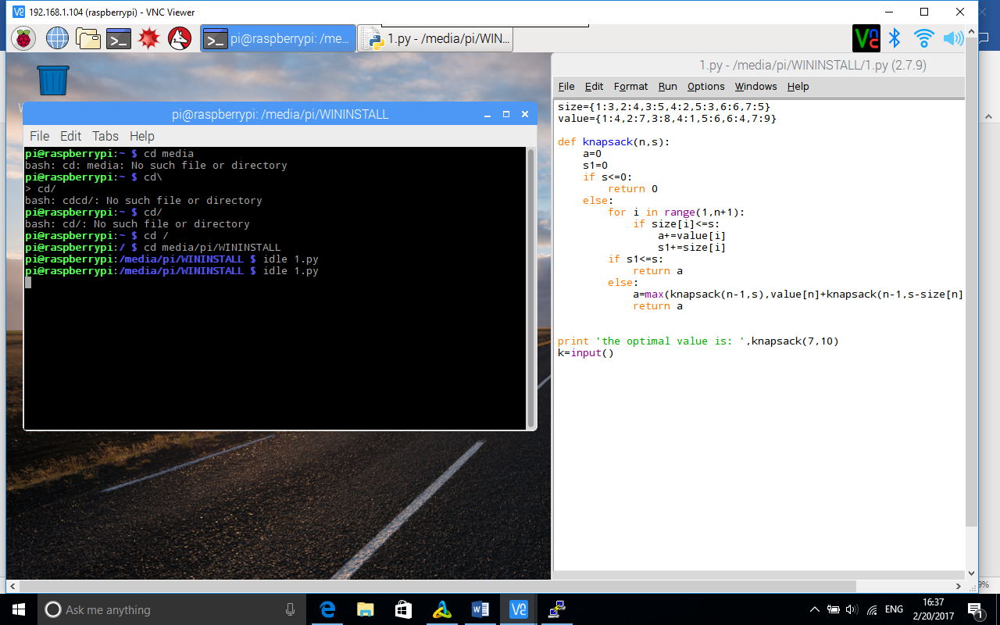 192.168.1.104 (raspberrypi) - VNC Viewer
pi@raspberrypi: /me...
1.py - /media/pi/WIN...
1.py - /media/pi/WININSTALL/1.py (2.7.9)
File Edit Format Run Options Windows Help
size={1:3,2:4,3:5,4:2,5:3,6:6,7:5}
value={1:4,2:7,3:8,4:1,5:6,6:4,7:9}
def knapsack(n,s):
    a=0
    s1=0
    if s<=0:
        return 0
    else:
        for i in range(1,n+1):
            if size[i]<=s:
                a+=value[i]
                s1+=size[i]
        if s1<=s:
            return a
        else:
            a=max(knapsack(n-1,s),value[n]+knapsack(n-1,s-size[n]
            return a
print 'the optimal value is: ',knapsack(7,10)
k=input()
pi@raspberrypi: /media/pi/WININSTALL
File Edit Tabs Help
pi@raspberrypi:~ $ cd media
bash: cd: media: No such file or directory
pi@raspberrypi:~ $ cd\
> cd/
bash: cdcd/: No such file or directory
pi@raspberrypi:~ $ cd/
bash: cd/: No such file or directory
pi@raspberrypi:~ $ cd /
pi@raspberrypi:/ $ cd media/pi/WININSTALL
pi@raspberrypi:/media/pi/WININSTALL $ idle 1.py
pi@raspberrypi:/media/pi/WININSTALL $ idle 1.py
Ask me anything
ENG
16:37
2/20/2017
1